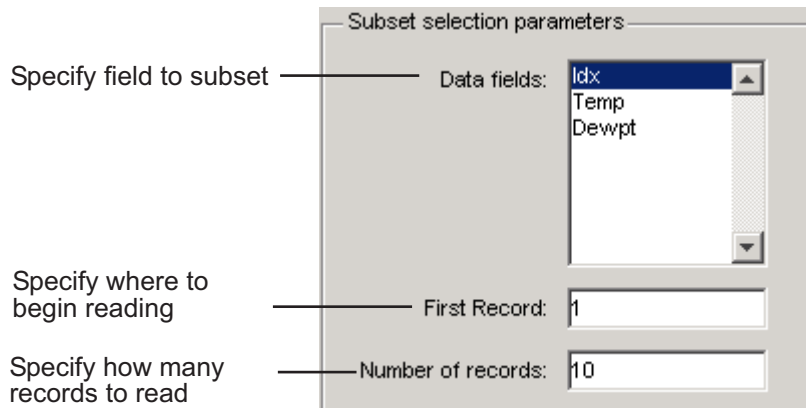 Subset selection parameters
Specify field to subset
Data fields:
Idx
Temp
Dewpt
Specify where to
begin reading
First Record:
1
Specify how many
records to read
Number of records:
10